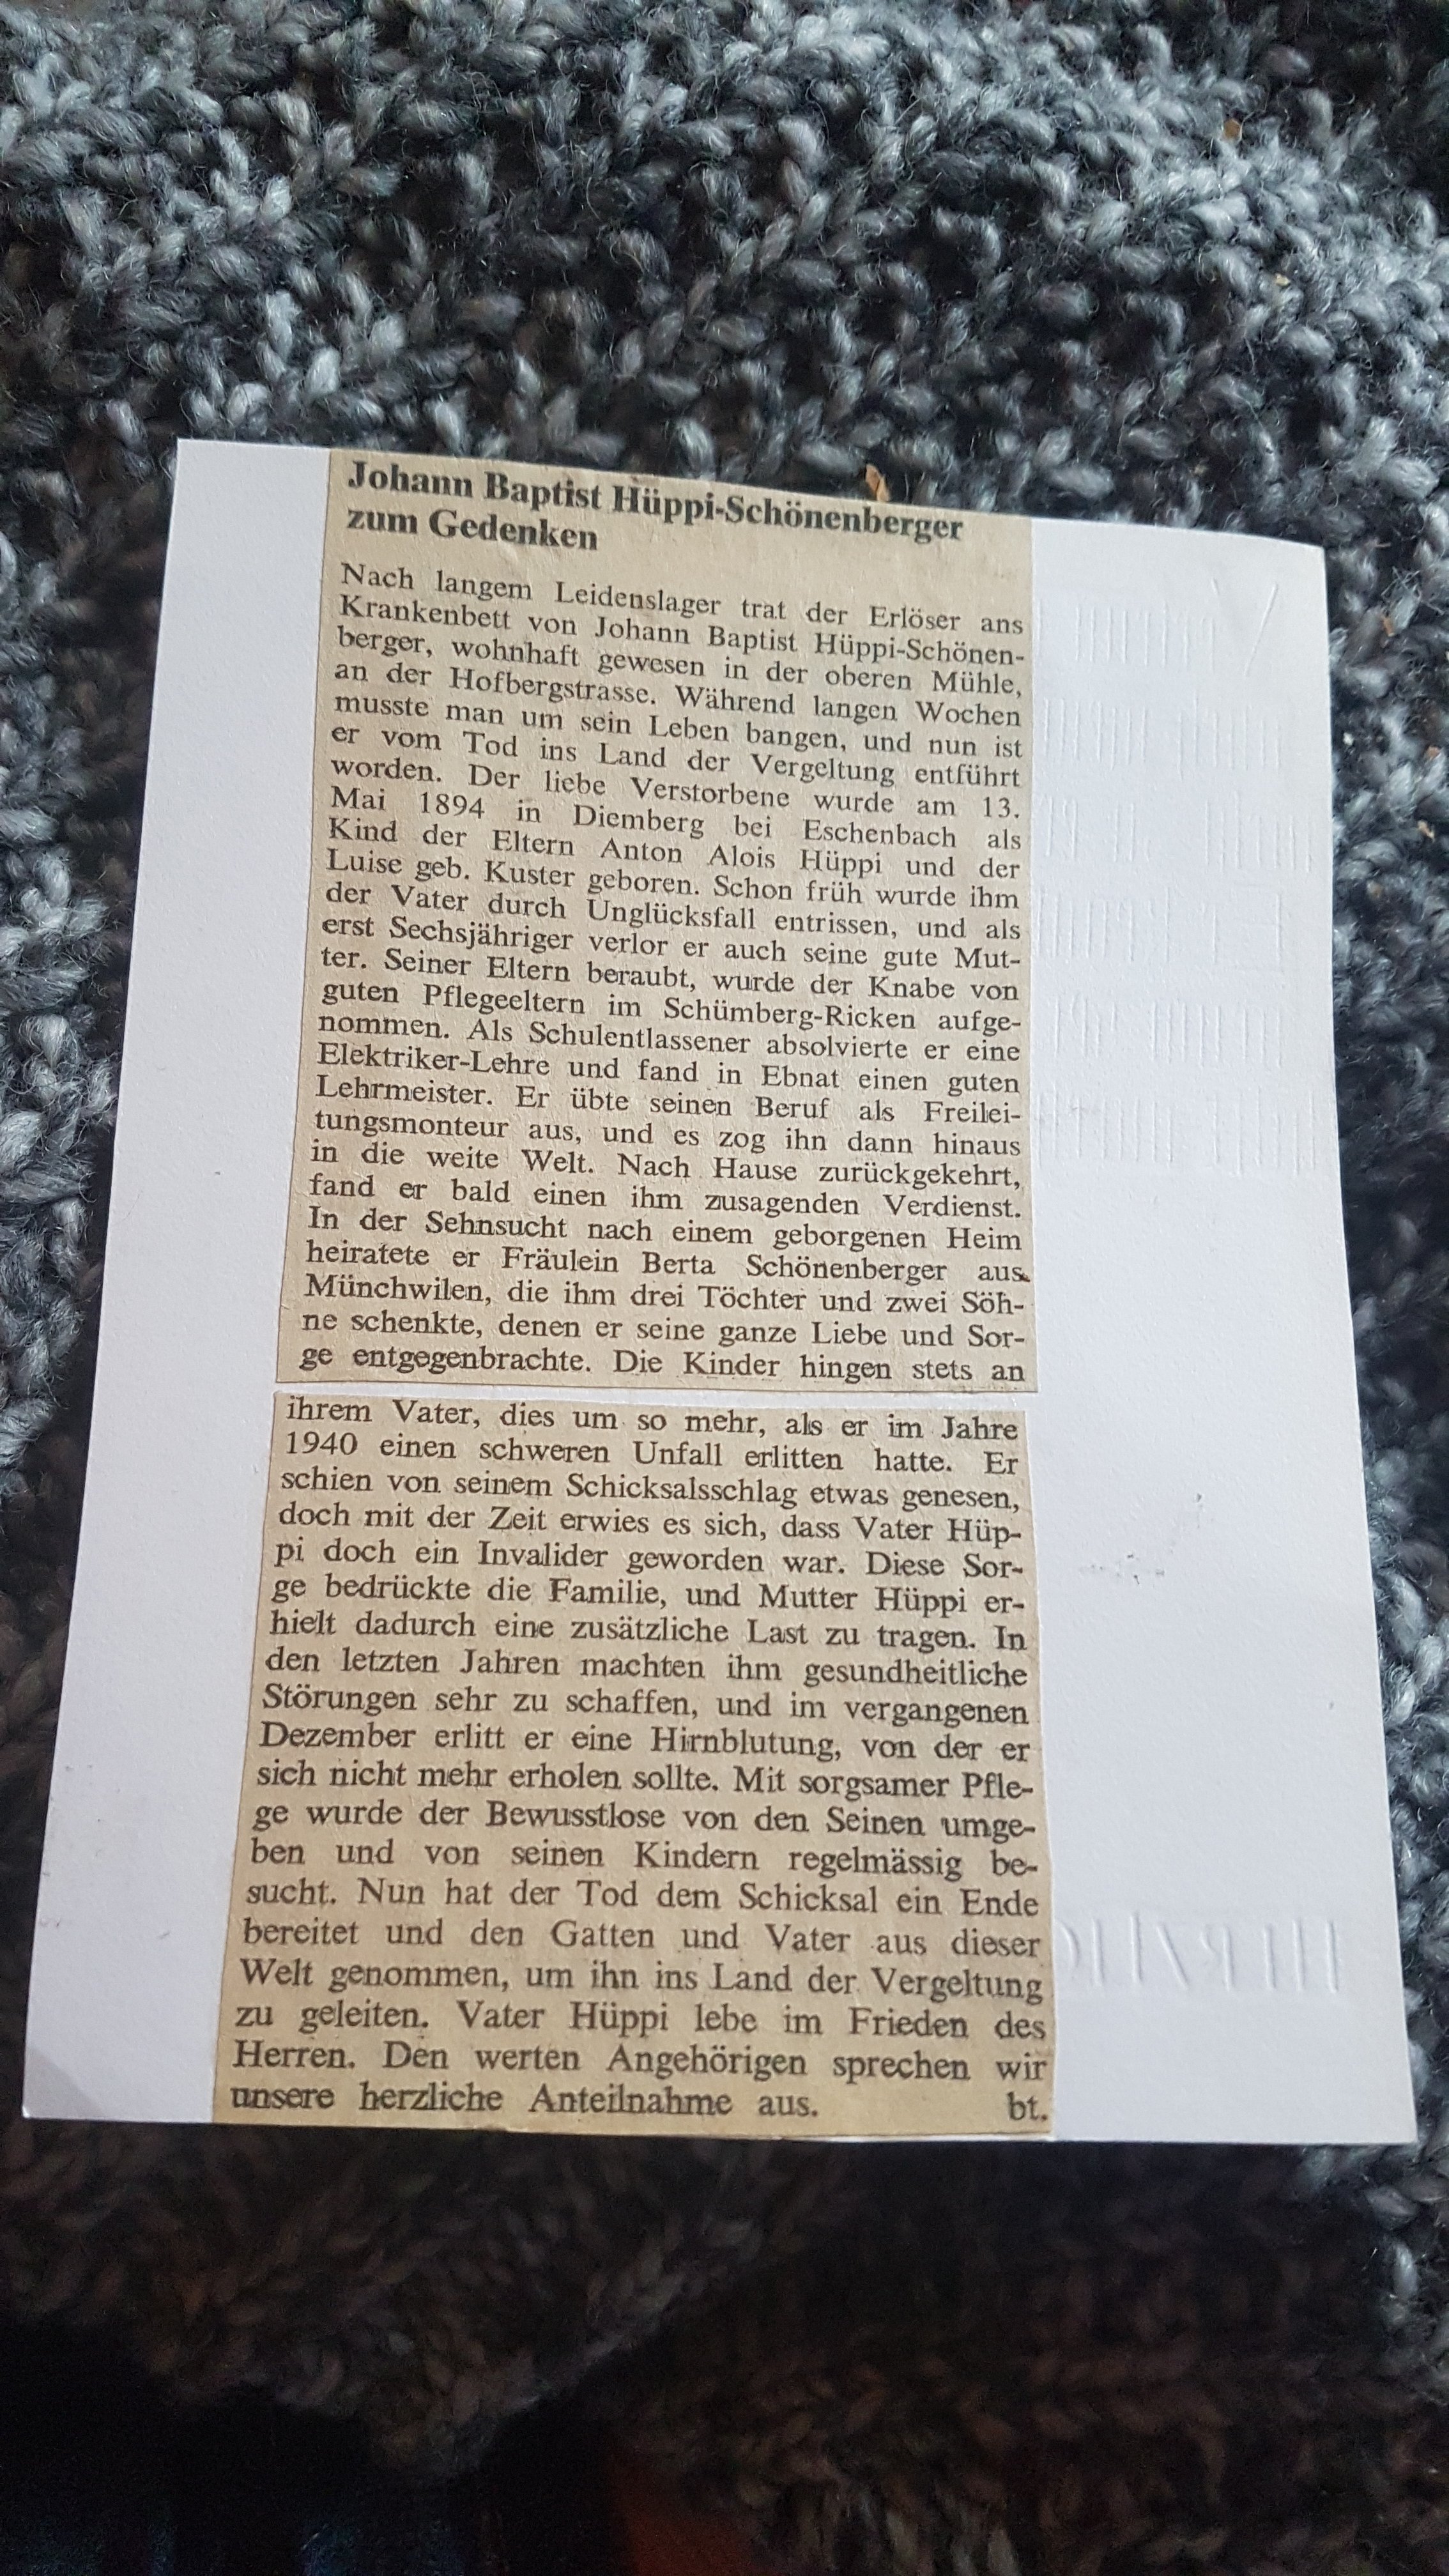 Johann Baptist Hüppi-Schönenberger
zum Gedenken
Nach langem Leidenslager trat der Erlöser ans
Krankenbett von Johann Baptist Hüppi-Schönen-
berger, wohnhaft gewesen in der oberen Mühle,
an der Hofbergstrasse. Während langen Wochen
musste man um sein Leben bangen, und nun ist
er vom Tod ins Land der Vergeltung entführt
worden. Der liebe Verstorbene wurde am 13.
Mai 1894 in Diemberg bei Eschenbach als
Kind der Eltern Anton Alois Hüppi und der
Luise geb. Kuster geboren. Schon früh wurde ihm
der Vater durch Unglücksfall entrissen, und als
erst Sechsjähriger verlor er auch seine gute Mut-
ter. Seiner Eltern beraubt, wurde der Knabe von
guten Pflegeeltern im Schümberg-Ricken aufge-
nommen. Als Schulentlassener absolvierte er eine
Elektriker-Lehre und fand in Ebnat einen guten
Lehrmeister. Er übte seinen Beruf als Freilei-
tungsmonteur aus, und es zog ihn dann hinaus
in die weite Welt. Nach Hause zurückgekehrt,
fand er bald einen ihm zusagenden Verdienst.
In der Sehnsucht nach einem geborgenen Heim
heiratete er Fräulein Berta Schönenberger aus
Münchwilen, die ihm drei Töchter und zwei Söh-
ne schenkte, denen er seine ganze Liebe und Sor-
ge entgegenbrachte. Die Kinder hingen stets an
ihrem Vater, dies um so mehr, als er im Jahre
1940 einen schweren Unfall erlitten hatte. Er
schien von seinem Schicksalsschlag etwas genesen,
doch mit der Zeit erwies es sich, dass Vater Hüp-
pi doch ein Invalider geworden war. Diese Sor-
ge bedrückte die Familie, und Mutter Hüppi er-
hielt dadurch eine zusätzliche Last zu tragen. In
den letzten Jahren machten ihm gesundheitliche
Störungen sehr zu schaffen, und im vergangenen
Dezember erlitt er eine Hirnblutung, von der er
sich nicht mehr erholen sollte. Mit sorgsamer Pfle-
ge wurde der Bewusstlose von den Seinen umge-
ben und von seinen Kindern regelmässig be-
sucht. Nun hat der Tod dem Schicksal ein Ende
bereitet und den Gatten und Vater aus dieser
Welt genommen, um ihn ins Land der Vergeltung
zu geleiten. Vater Hüppi lebe im Frieden des
Herren. Den werten Angehörigen sprechen wir
unsere herzliche Anteilnahme aus. bt.